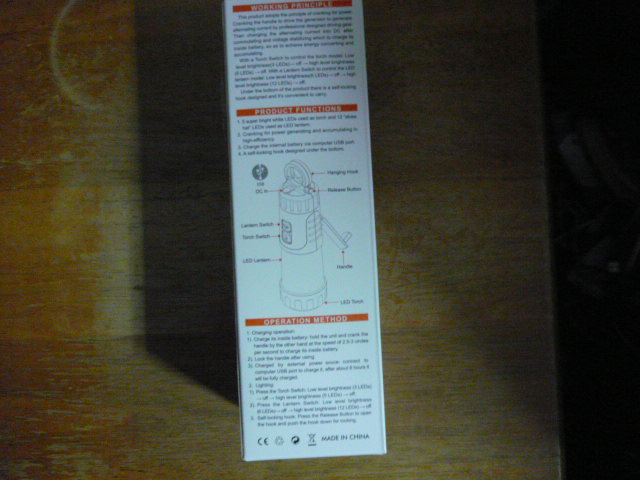 WORKING PRINCIPLE
This product adopts the principle of cranking for power.
Cranking the handle to drive the generator to generate
alternating current by professional designed driving gear.
Then changing the alternating current into DC after
commutating and voltage-stabilizing which to charge its
inside battery, so as to achieve energy converting and
accumulating.
With a Torch Switch to control the torch model: Low
level brightness(3 LEDs) → off → high level brightness
(5 LEDs) → off. With a Lantern Switch to control the LED
lantern model: Low level brightness(6 LEDs) → off → high
level brightness (12 LEDs) → off.
Under the bottom of the product there is a self-locking
hook designed and it's convenient to carry.
PRODUCT FUNCTIONS
1. 5 super bright white LEDs used as torch and 12 "straw
hat" LEDs used as LED lantern.
2. Cranking for power generating and accumulating in
high-efficiency.
3. Charge the internal battery via computer USB port.
4. A self-locking hook designed under the bottom.
Hanging Hook
DC In
Release Button
Lantern Switch
Torch Switch
LED Lantern
Handle
LED Torch
OPERATION METHOD
1. Charging operation:
1). Charge its inside battery: hold the unit and crank the
handle by the other hand at the speed of 2.5-3 circles
per second to charge its inside battery.
2). Lock the handle after using.
3). Charged by external power source: connect to
computer USB port to charge it, after about 8 hours it
will be fully charged.
2. Lighting:
1). Press the Torch Switch: Low level brightness (3 LEDs)
→ off → high level brightness (5 LEDs) → off.
2). Press the Lantern Switch: Low level brightness
(6 LEDs) → off → high level brightness (12 LEDs) → off.
3. Self-locking hook: Press the Release Button to open
the hook and push the hook down for locking.
CE MADE IN CHINA